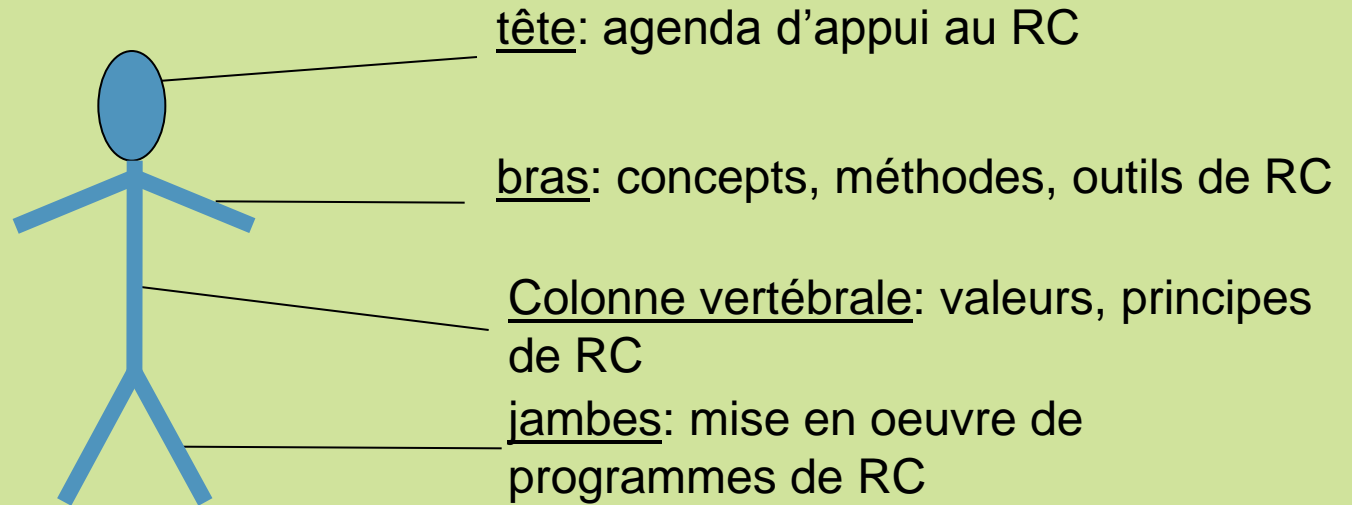 tête: agenda d'appui au RC
bras: concepts, méthodes, outils de RC
Colonne vertébrale: valeurs, principes
de RC
jambes: mise en oeuvre de
programmes de RC